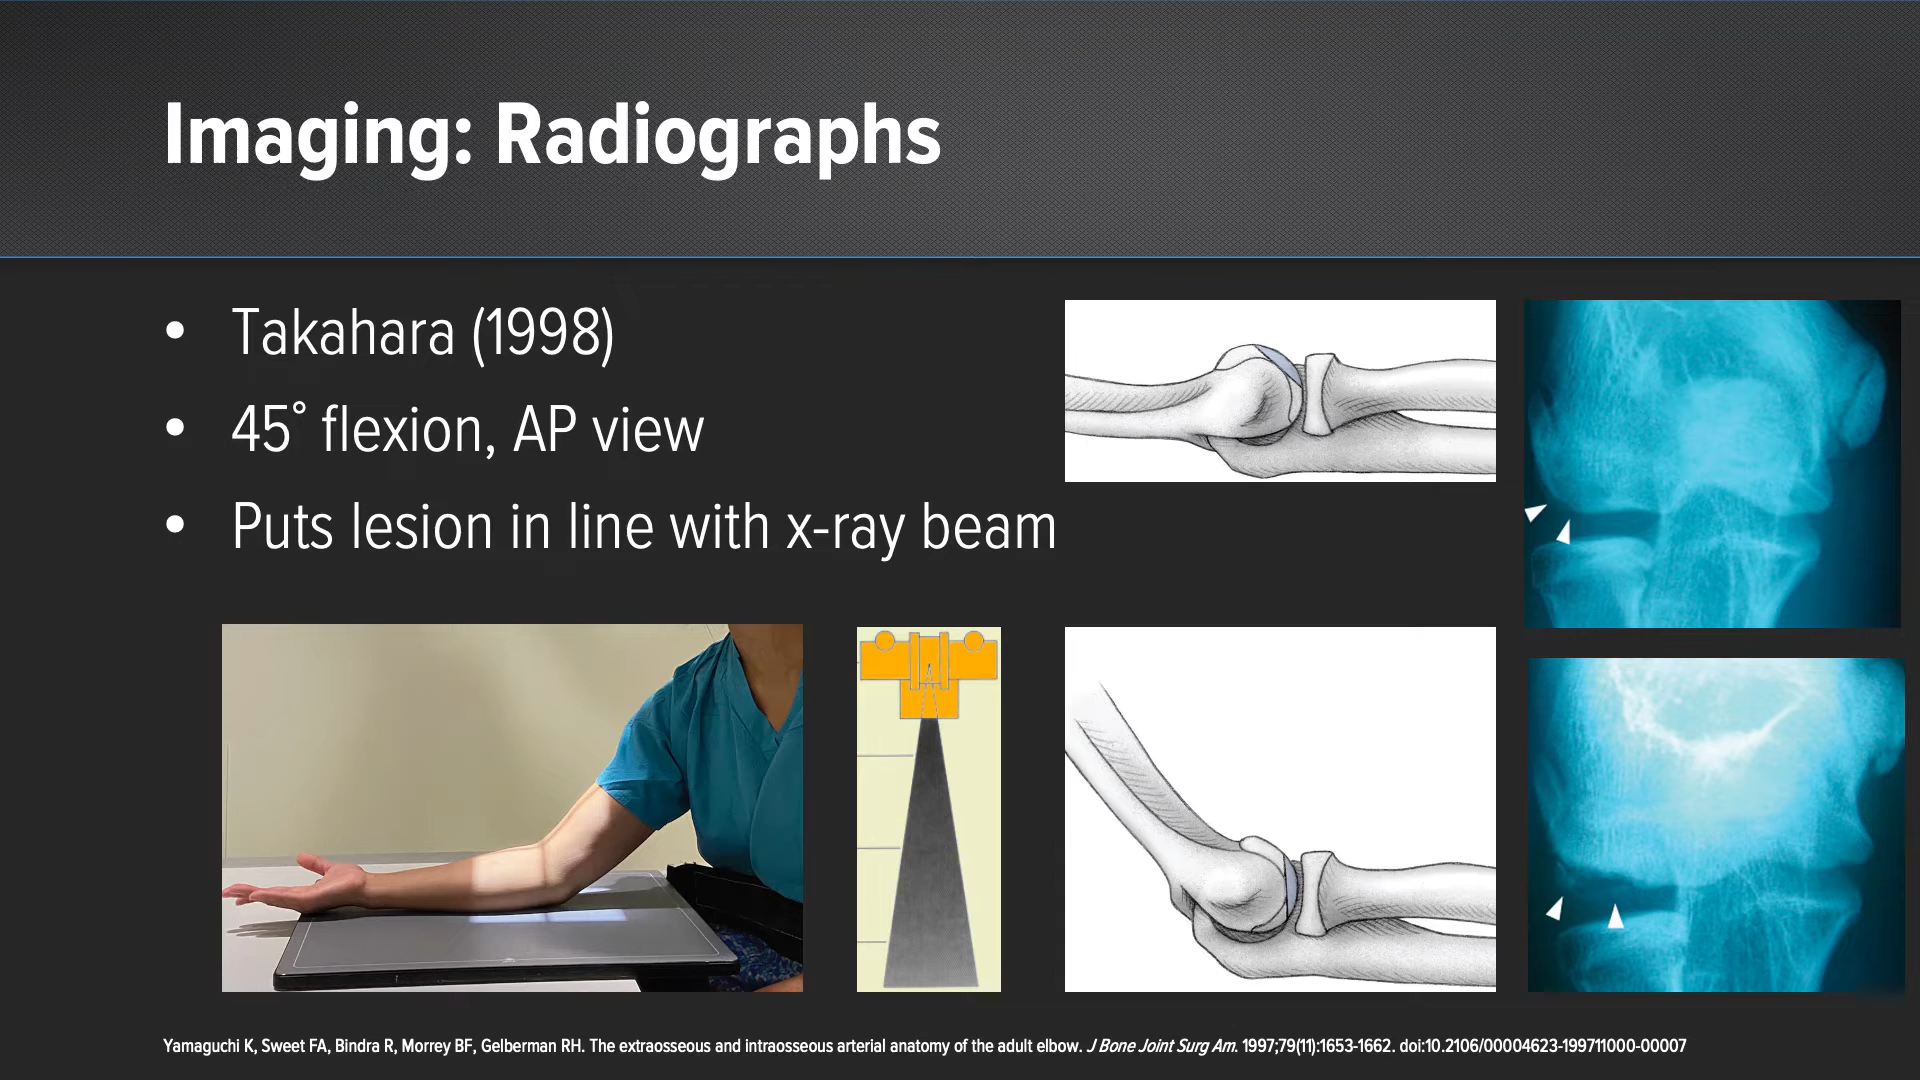 Imaging: Radiographs
• Takahara (1998)
• 45° flexion, AP view
• Puts lesion in line with x-ray beam
Yamaguchi K, Sweet FA, Bindra R, Morrey BF, Gelberman RH. The extraosseous and intraosseous arterial anatomy of the adult elbow. J Bone Joint Surg Am. 1997;79(11):1653-1662. doi:10.2106/00004623-199711000-00007